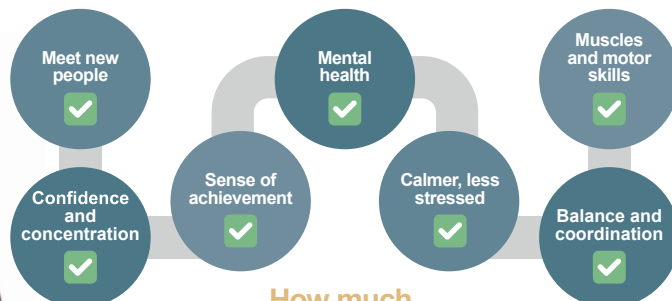 Meet new
people
Confidence
and
concentration
Sense of
achievement
Mental
health
Calmer, less
stressed
Balance and
coordination
Muscles
and motor
skills
How much